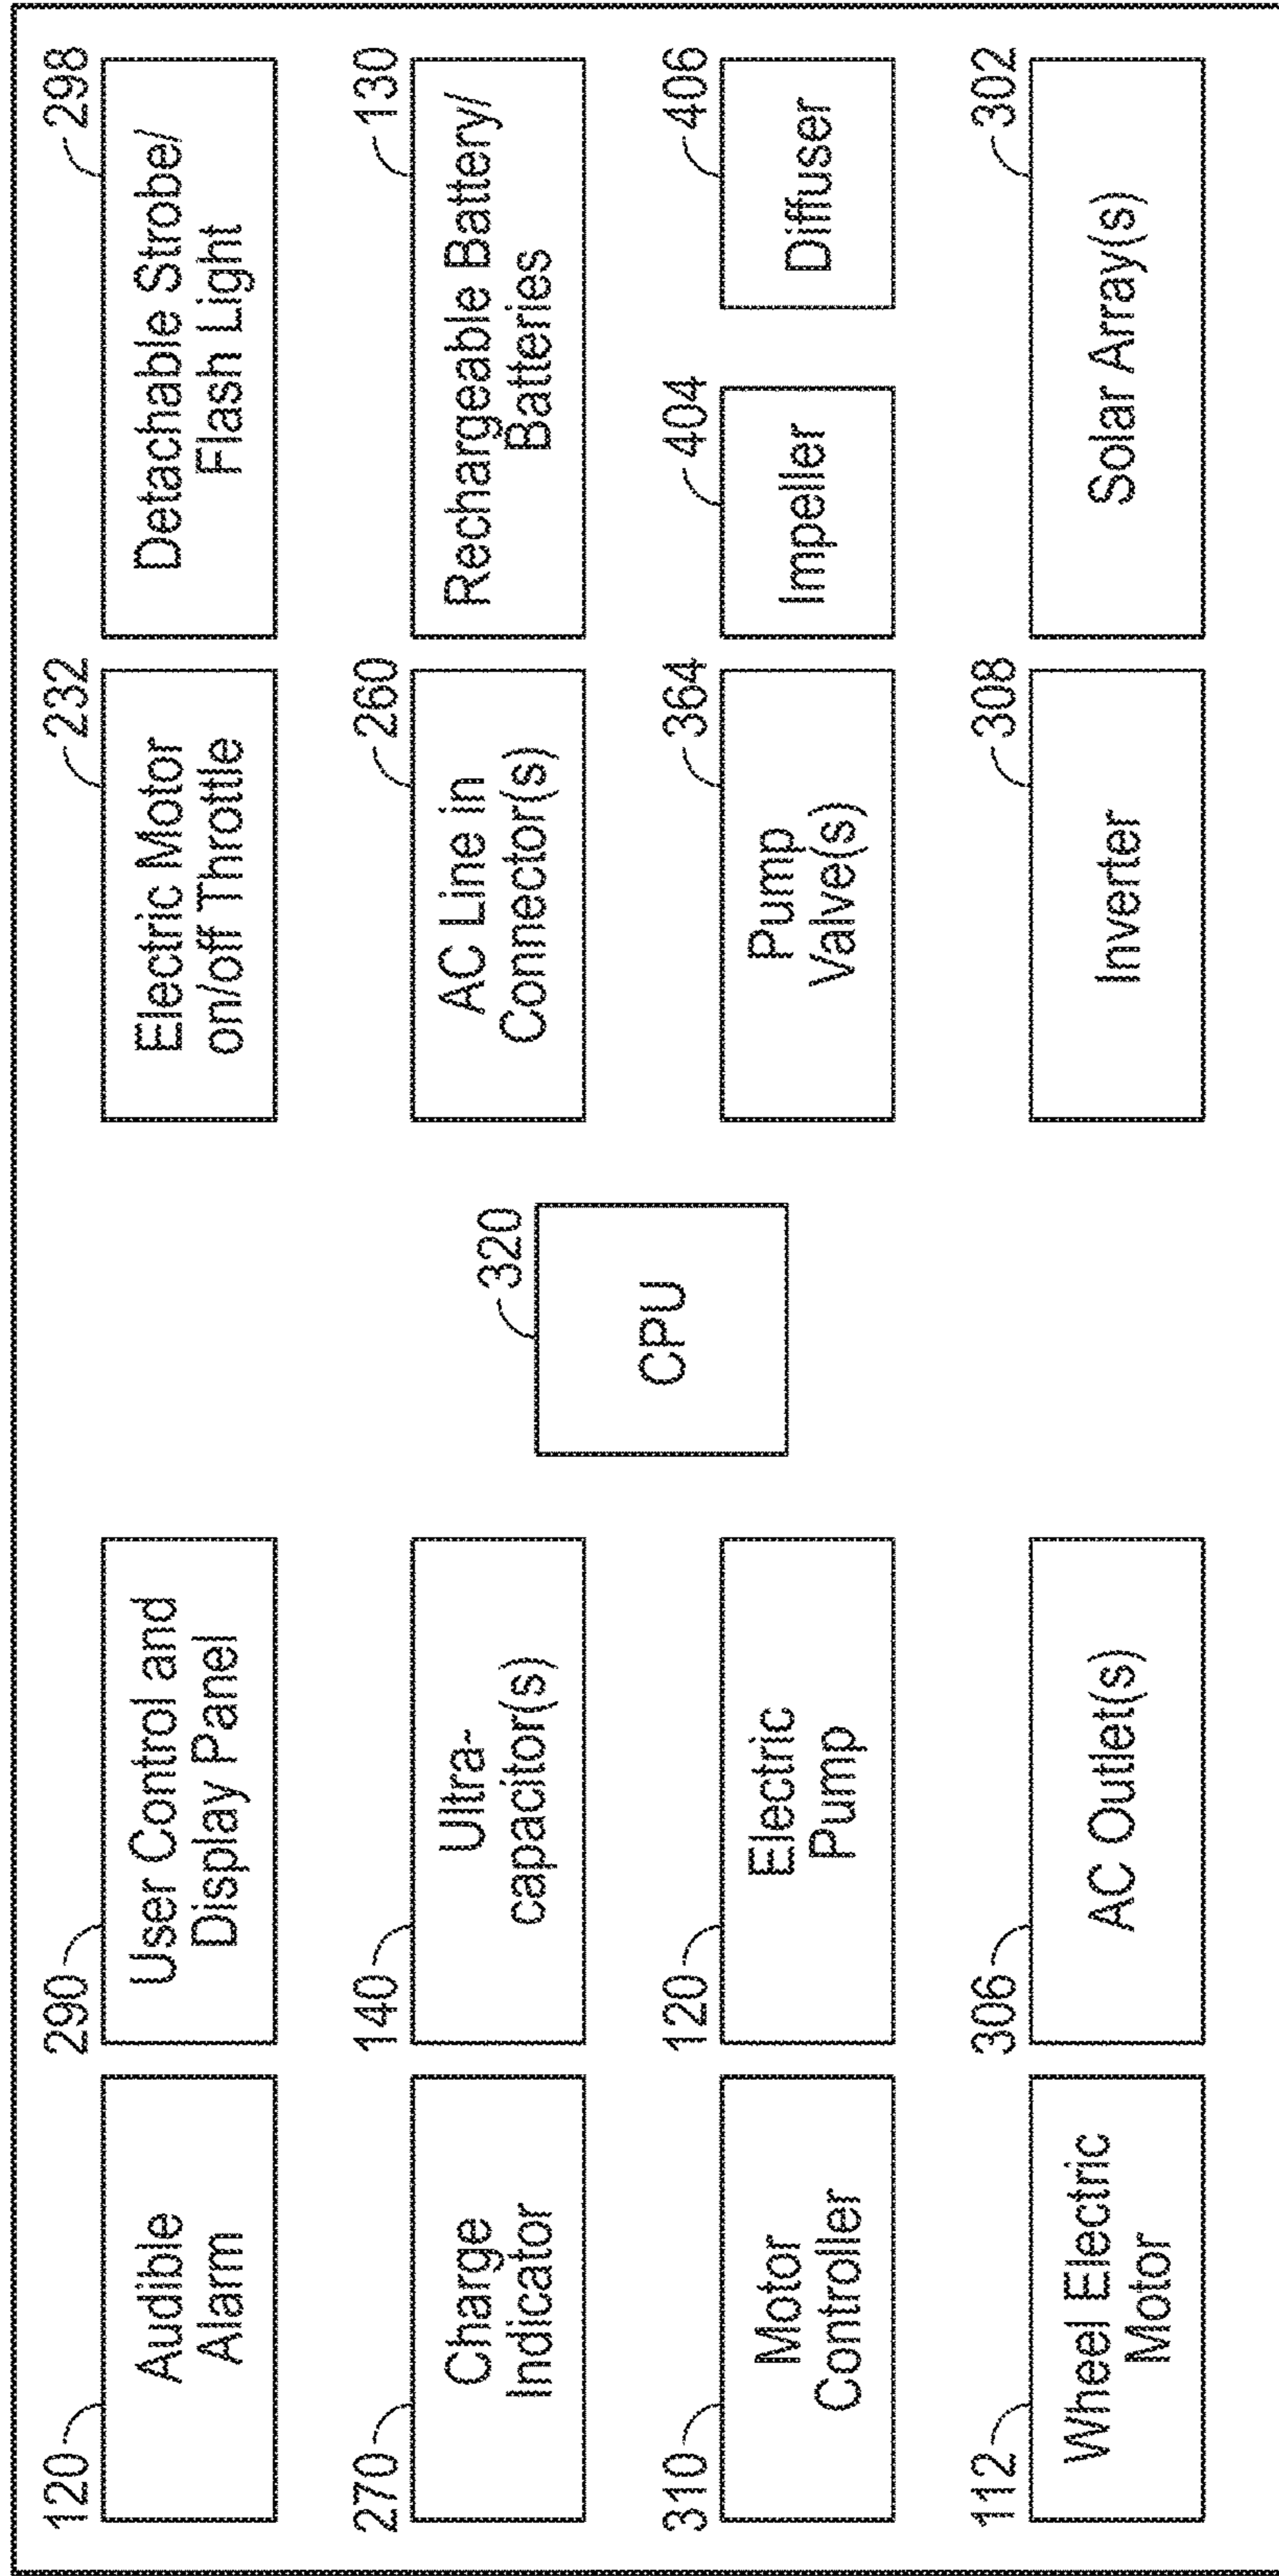 120
Audible
Alarm
290
User Control and
Display Panel
232
Electric Motor
on/off Throttle
298
Detachable Strobe/
Flash Light
270
Charge
Indicator
140
Ultra-
capacitor(s)
320
CPU
260
AC Line in
Connector(s)
130
Rechargeable Battery/
Batteries
310
Motor
Controller
120
Electric
Pump
364
Pump
Valve(s)
404
Impeller
406
Diffuser
112
Wheel Electric
Motor
306
AC Outlet(s)
308
Inverter
302
Solar Array(s)